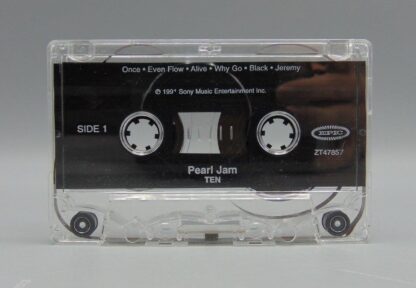 Once • Even Flow • Alive • Why Go • Black • Jeremy
℗ 1991 Sony Music Entertainment Inc.
SIDE 1
EPIC
ZT47857
Pearl Jam
TEN